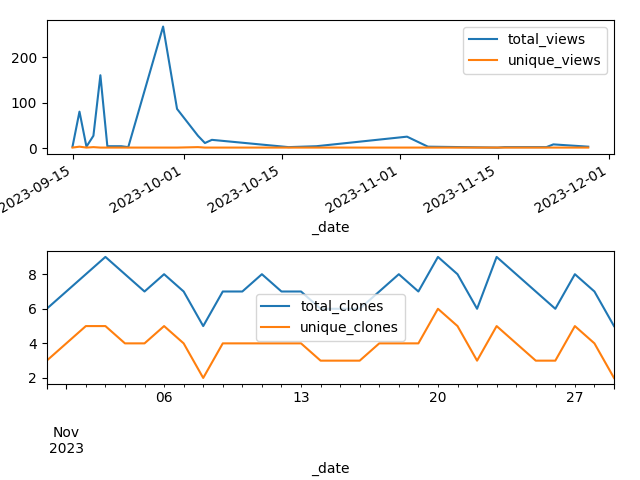 total_views
unique_views
200
100
0
2023-09-15
2023-10-01
2023-10-15
2023-11-01
2023-11-15
2023-12-01
_date
total_clones
unique_clones
8
6
4
2
06
13
20
27
Nov
2023
_date